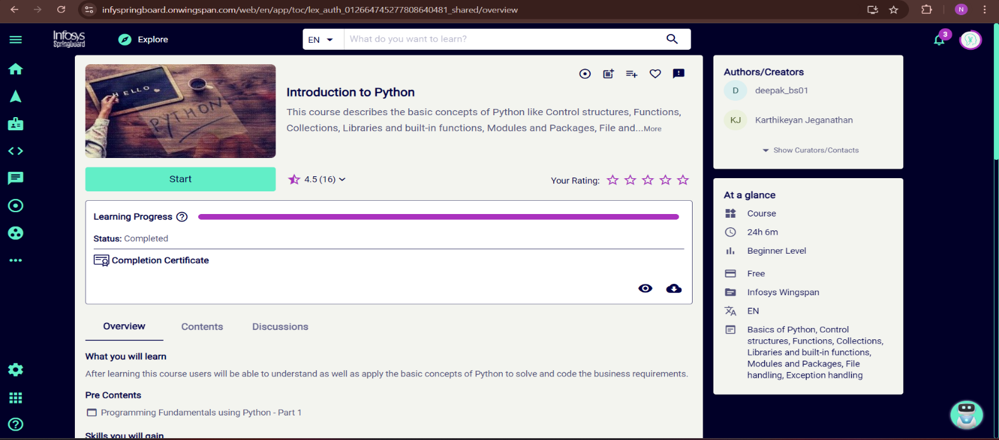 infyspringboard.onwingspan.com/web/en/app/toc/lex_auth_012664745277808640481_shared/overview
N
Infosys
Springboard
Explore
EN
What do you want to learn?
3
HELLO
PYTHON
Introduction to Python
This course describes the basic concepts of Python like Control structures, Functions,
Collections, Libraries and built-in functions, Modules and Packages, File and...More
Start
4.5 (16)
Your Rating:
Learning Progress
Status: Completed
Completion Certificate
Overview
Contents
Discussions
What you will learn
After learning this course users will be able to understand as well as apply the basic concepts of Python to solve and code the business requirements.
Pre Contents
Programming Fundamentals using Python - Part 1
Skills you will gain
Authors/Creators
D
deepak_bs01
KJ
Karthikeyan Jeganathan
Show Curators/Contacts
At a glance
Course
24h 6m
Beginner Level
Free
Infosys Wingspan
EN
Basics of Python, Control
structures, Functions, Collections,
Libraries and built-in functions,
Modules and Packages, File
handling, Exception handling